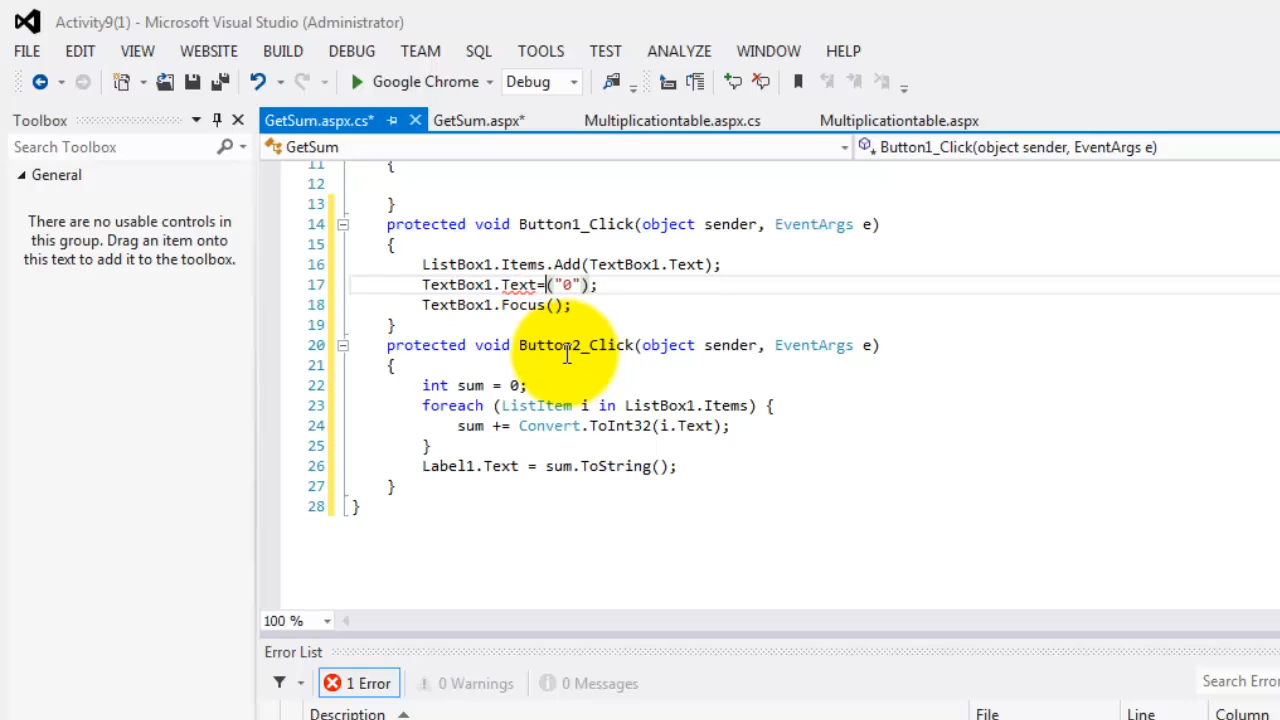 Activity9(1) - Microsoft Visual Studio (Administrator)
FILE EDIT VIEW WEBSITE BUILD DEBUG TEAM SQL TOOLS TEST ANALYZE WINDOW HELP
Google Chrome Debug
Toolbox GetSum.aspx.cs* GetSum.aspx* Multiplicationtable.aspx.cs Multiplicationtable.aspx
Search Toolbox GetSum Button1_Click(object sender, EventArgs e)
General
There are no usable controls in
this group. Drag an item onto
this text to add it to the toolbox.
11 {
12
13 }
14 protected void Button1_Click(object sender, EventArgs e)
15 {
16 ListBox1.Items.Add(TextBox1.Text);
17 TextBox1.Text=("0");
18 TextBox1.Focus();
19 }
20 protected void Button2_Click(object sender, EventArgs e)
21 {
22 int sum = 0;
23 foreach (ListItem i in ListBox1.Items) {
24 sum += Convert.ToInt32(i.Text);
25 }
26 Label1.Text = sum.ToString();
27 }
28 }
100 %
Error List
1 Error 0 Warnings 0 Messages Search Error
Description File Line Column